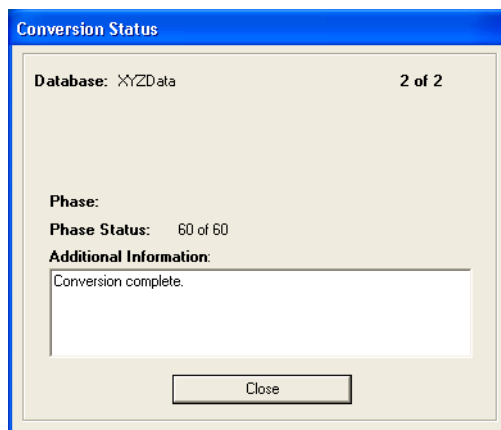 Conversion Status
Database: XYZData 2 of 2
Phase:
Phase Status: 60 of 60
Additional Information:
Conversion complete.
Close